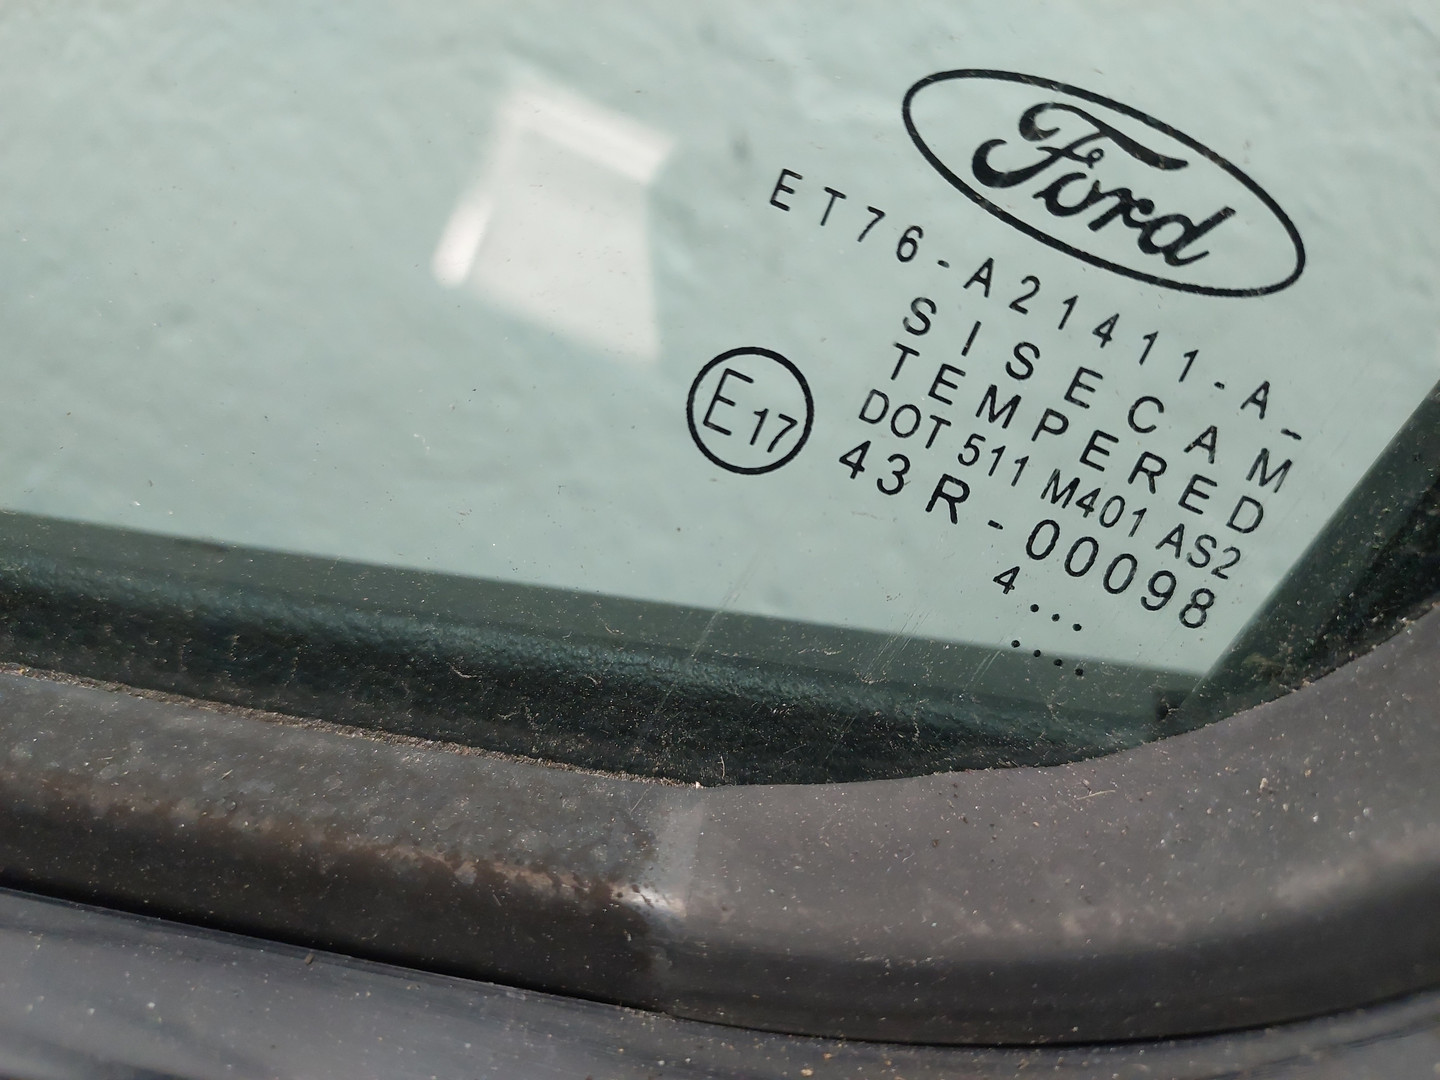 Ford
ET76-A21411-A-
SISECAM
TEMPERED
DOT 511 M401 AS2
E17
43R-00098
4...
....